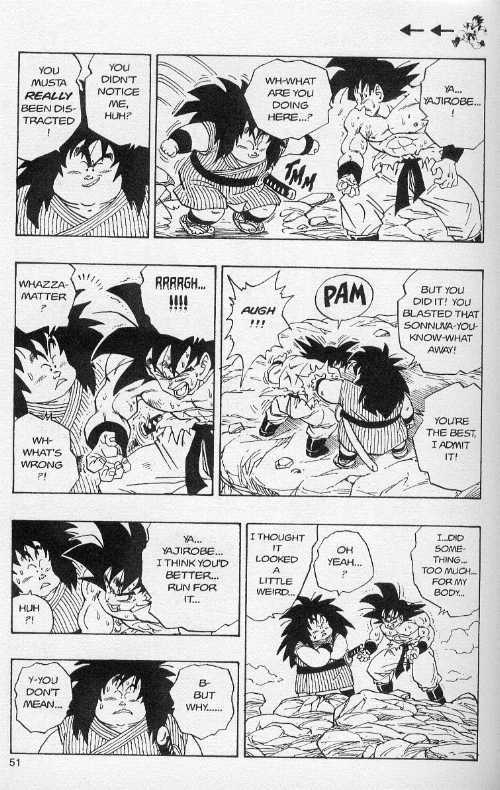 YA...
YAJIROBE...
!
WH-WHAT
ARE YOU
DOING
HERE...?
TMM
YOU
DIDN'T
NOTICE
ME,
HUH?
YOU
MUSTA
REALLY
BEEN DIS-
TRACTED
!
BUT YOU
DID IT! YOU
BLASTED THAT
SONNUVA-YOU-
KNOW-WHAT
AWAY!
YOU'RE
THE BEST,
I ADMIT
IT!
PAM
AUGH
!!!
RRRRGH...
!!!!
WHAZZA-
MATTER
?
WH-
WHAT'S
WRONG
?!
I...DID
SOME-
THING...
TOO MUCH...
FOR MY
BODY...
OH
YEAH...
?
I THOUGHT
IT
LOOKED
A
LITTLE
WEIRD...
YA...
YAJIROBE...
I THINK YOU'D
BETTER...
RUN FOR
IT...
HUH
?!
B-
BUT
WHY......
Y-YOU
DON'T
MEAN...
51